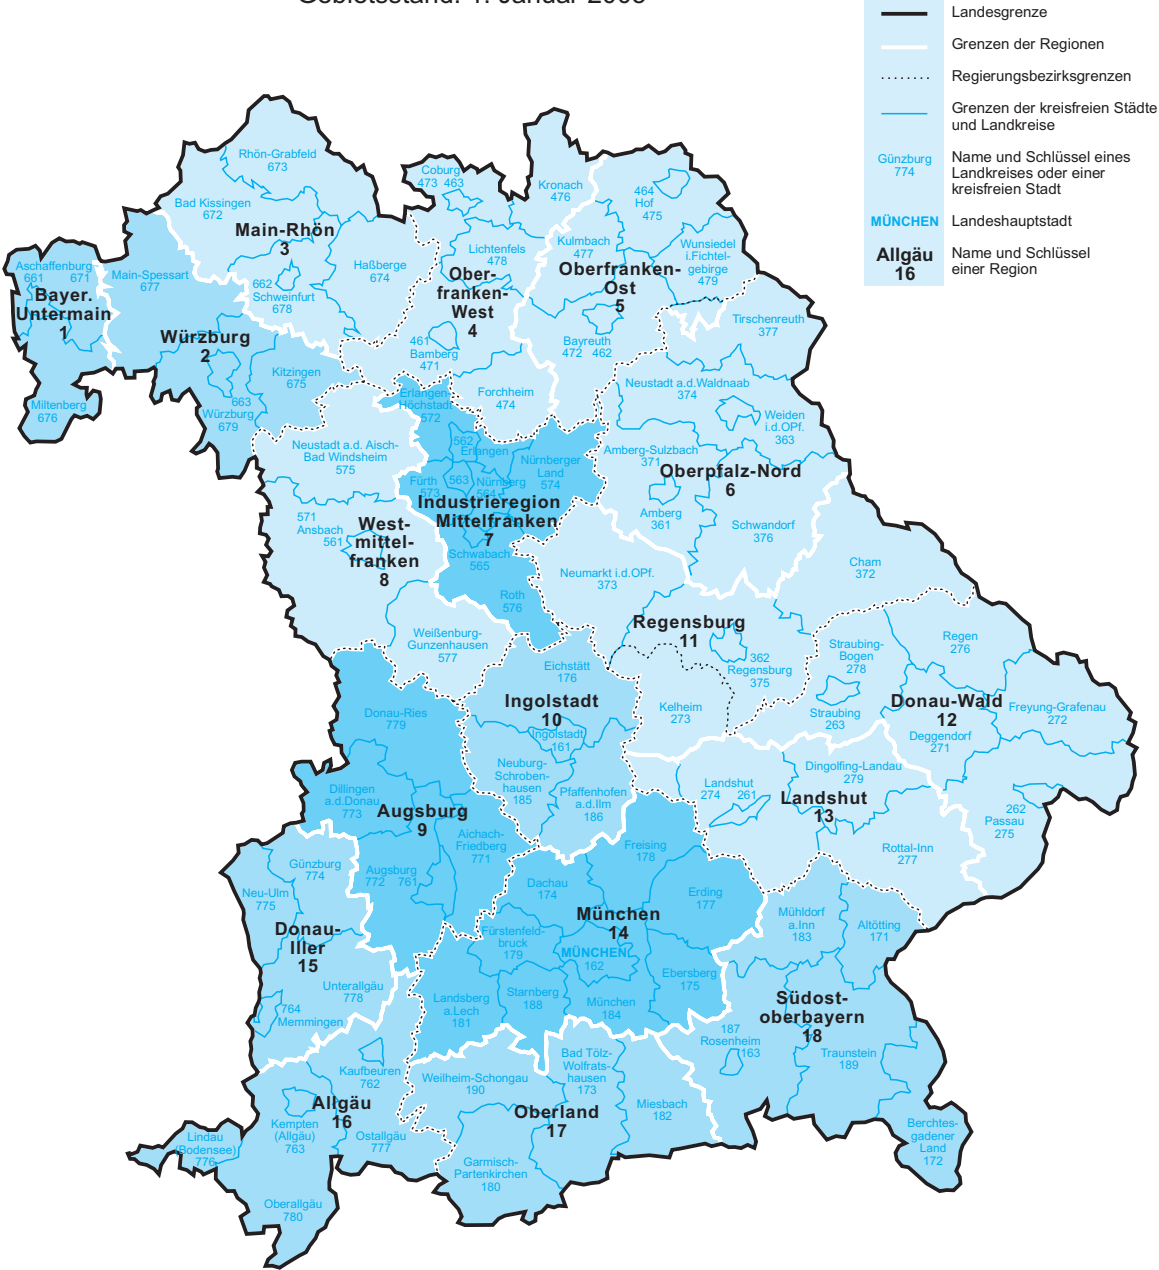 Landesgrenze
Grenzen der Regionen
Regierungsbezirksgrenzen
Grenzen der kreisfreien Städte
und Landkreise
Günzburg
774
Name und Schlüssel eines
Landkreises oder einer
kreisfreien Stadt
MÜNCHEN
Landeshauptstadt
Allgäu
16
Name und Schlüssel
einer Region
Rhön-Grabfeld
673
Bad Kissingen
672
Main-Rhön
3
662
Schweinfurt
678
Haßberge
674
Coburg
473 463
Kronach
476
Lichtenfels
478
Ober-
franken-
West
4
461
Bamberg
471
Forchheim
474
464
Hof
475
Kulmbach
477
Wunsiedel
i.Fichtel-
gebirge
479
Oberfranken-
Ost
5
Bayreuth
472 462
Aschaffenburg
661 671
Bayer.
Untermain
1
Miltenberg
676
Main-Spessart
677
Würzburg
2
Kitzingen
675
663
Würzburg
679
Tirschenreuth
377
Neustadt a.d.Waldnaab
374
Weiden
i.d.OPf.
363
Amberg-Sulzbach
371
Oberpfalz-Nord
6
Amberg
361
Schwandorf
376
Erlangen-
Höchstadt
572
562
Erlangen
Nürnberger
Land
574
Fürth
573
563
Nürnberg
564
Industrieregion
Mittelfranken
7
Schwabach
565
Roth
576
Neustadt a.d. Aisch-
Bad Windsheim
575
571
Ansbach
561
West-
mittel-
franken
8
Weißenburg-
Gunzenhausen
577
Neumarkt i.d.OPf.
373
Cham
372
Regensburg
11
362
Regensburg
375
Kelheim
273
Straubing-
Bogen
278
Straubing
263
Regen
276
Donau-Wald
12
Freyung-Grafenau
272
Deggendorf
271
262
Passau
275
Eichstätt
176
Ingolstadt
10
Ingolstadt
161
Neuburg-
Schroben-
hausen
185
Pfaffenhofen
a.d.Ilm
186
Landshut
274 261
Dingolfing-Landau
279
Landshut
13
Rottal-Inn
277
Donau-Ries
779
Dillingen
a.d.Donau
773
Augsburg
9
Aichach-
Friedberg
771
Augsburg
772 761
Günzburg
774
Neu-Ulm
775
Donau-
Iller
15
Unterallgäu
778
764
Memmingen
Freising
178
Dachau
174
Erding
177
München
14
Fürstenfeld-
bruck
179
MÜNCHEN
162
Ebersberg
175
Landsberg
a.Lech
181
Starnberg
188
München
184
Mühldorf
a.Inn
183
Altötting
171
Südost-
oberbayern
18
187
Rosenheim
163
Traunstein
189
Berchtes-
gadener
Land
172
Kaufbeuren
762
Allgäu
16
Kempten
(Allgäu)
763
Ostallgäu
777
Lindau
(Bodensee)
776
Oberallgäu
780
Weilheim-Schongau
190
Bad Tölz-
Wolfrats-
hausen
173
Miesbach
182
Oberland
17
Garmisch-
Partenkirchen
180